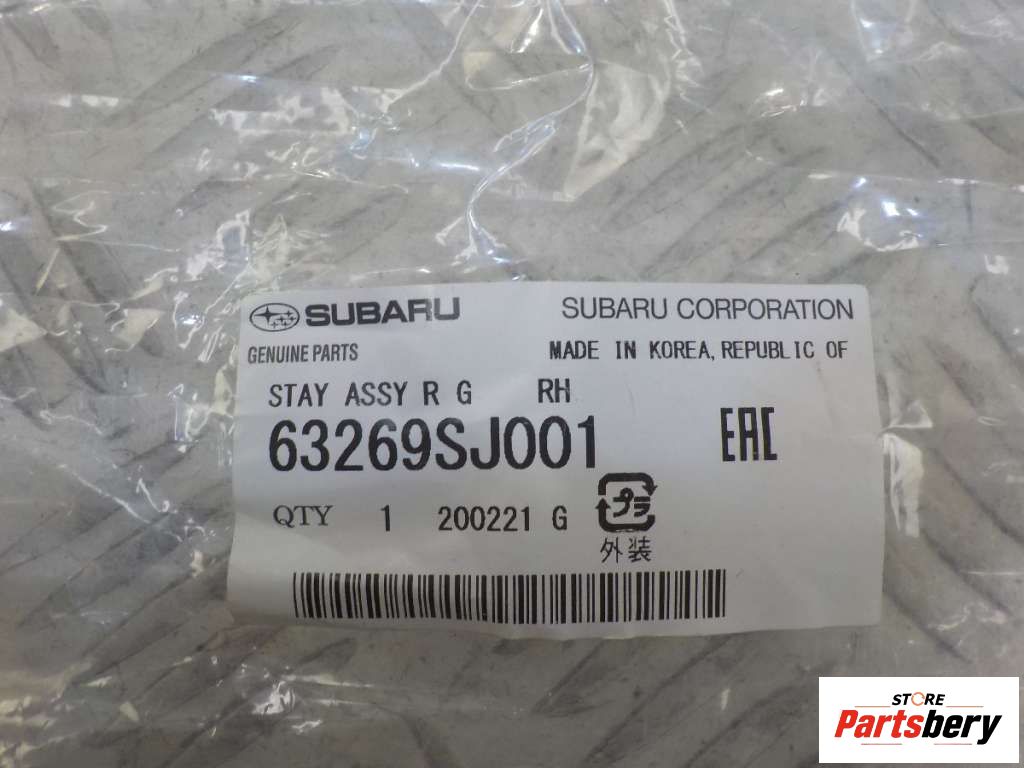 SUBARU SUBARU CORPORATION
GENUINE PARTS MADE IN KOREA, REPUBLIC OF
STAY ASSY R G RH
63269SJ001 EAC
QTY 1 200221 G プラ
外装
STORE
Partsbery